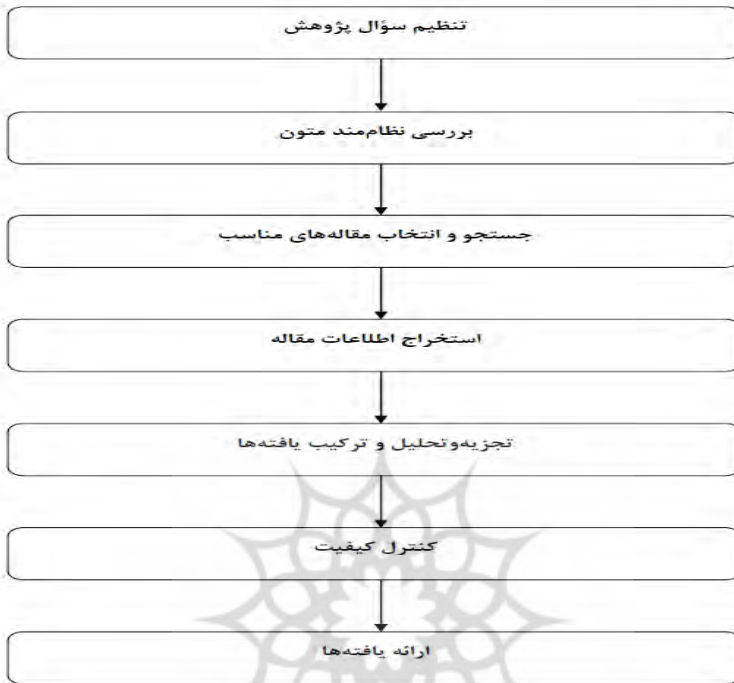 تنظیم سؤال پژوهش
بررسی نظام‌مند متون
جستجو و انتخاب مقاله‌های مناسب
استخراج اطلاعات مقاله
تجزیه‌وتحلیل و ترکیب یافته‌ها
کنترل کیفیت
ارائه یافته‌ها